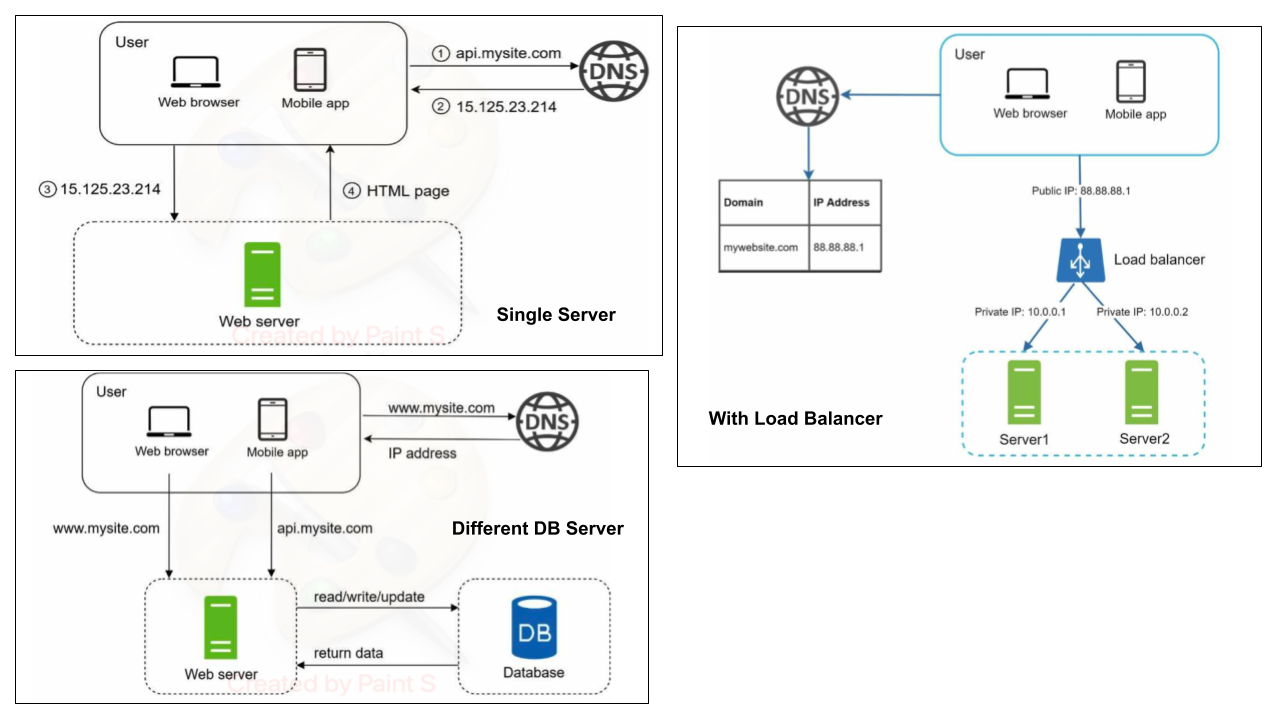 User
Web browser
Mobile app
① api.mysite.com
DNS
② 15.125.23.214
③ 15.125.23.214
④ HTML page
Web server
Single Server
Created by Paint S
User
Web browser
Mobile app
www.mysite.com
DNS
IP address
www.mysite.com
api.mysite.com
Different DB Server
read/write/update
DB
return data
Web server
Database
Created by Paint S
User
DNS
Web browser
Mobile app
Public IP: 88.88.88.1
Domain IP Address
mywebsite.com 88.88.88.1
Load balancer
Private IP: 10.0.0.1
Private IP: 10.0.0.2
With Load Balancer
Server1
Server2